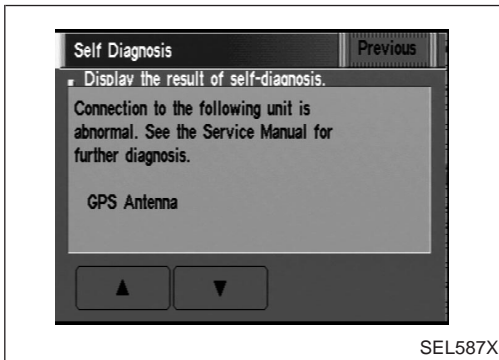 Self Diagnosis
Previous
Display the result of self-diagnosis.
Connection to the following unit is
abnormal. See the Service Manual for
further diagnosis.
GPS Antenna
SEL587X